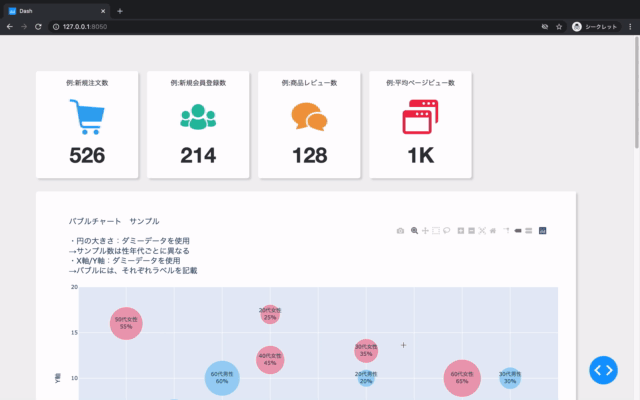 Dash
127.0.0.1:8050
シークレット
例:新規注文数
例:新規会員登録数
例:商品レビュー数
例:平均ページビュー数
526
214
128
1K
バブルチャート サンプル
・円の大きさ：ダミーデータを使用
→サンプル数は性年代ごとに異なる
・X軸/Y軸：ダミーデータを使用
→バブルには、それぞれラベルを記載
20
15
10
Y軸
50代女性
55%
20代女性
25%
40代女性
45%
30代女性
35%
60代男性
60%
20代男性
20%
60代女性
65%
30代男性
30%